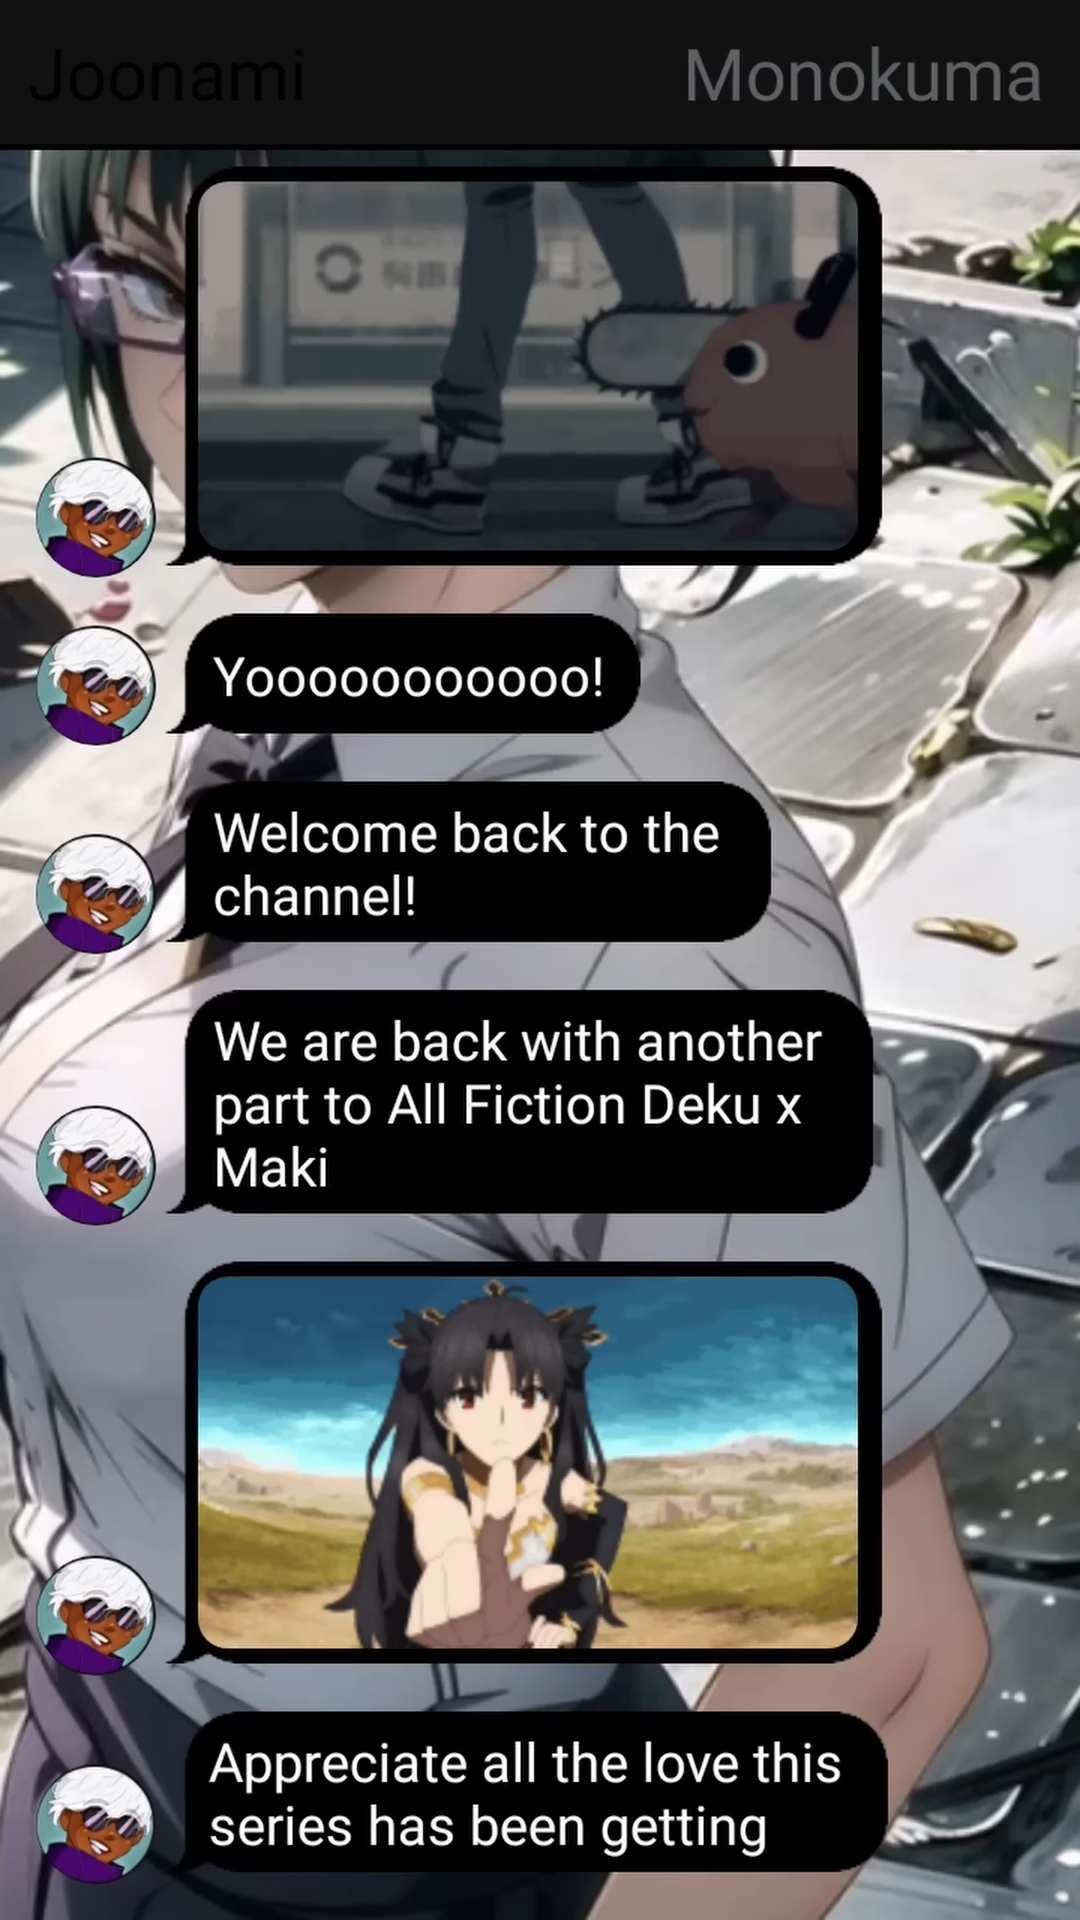 Joonami
Monokuma
Yooooooooooo!
Welcome back to the
channel!
We are back with another
part to All Fiction Deku x
Maki
Appreciate all the love this
series has been getting